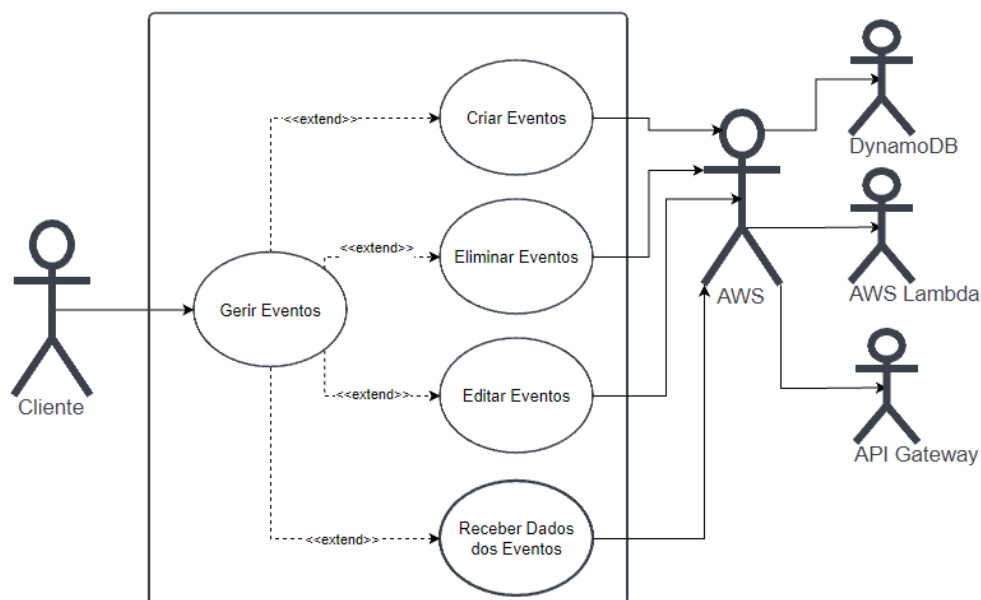 <<extend>>
Criar Eventos
DynamoDB
<<extend>>
Eliminar Eventos
AWS
AWS Lambda
Gerir Eventos
Cliente
<<extend>>
Editar Eventos
API Gateway
<<extend>>
Receber Dados
dos Eventos